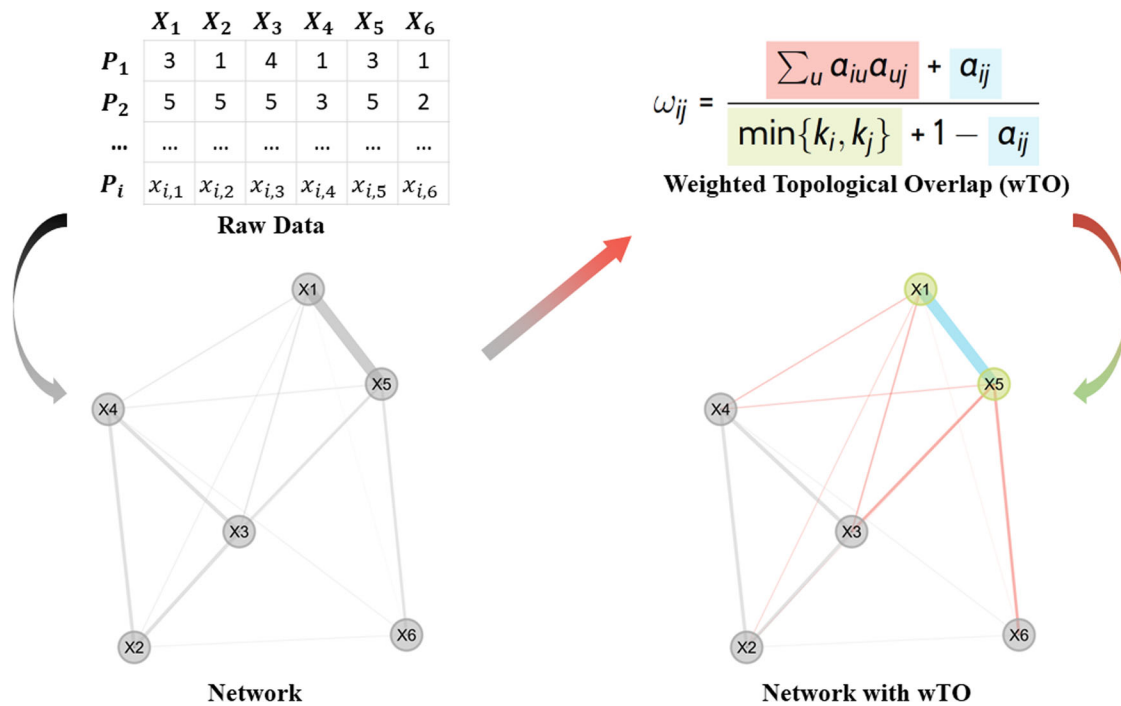 X₁ X₂ X₃ X₄ X₅ X₆
P₁ 3 1 4 1 3 1
P₂ 5 5 5 3 5 2
... ... ... ... ... ... ...
Pᵢ xᵢ,₁ xᵢ,₂ xᵢ,₃ xᵢ,₄ xᵢ,₅ xᵢ,₆
Raw Data
ωᵢⱼ = (∑ᵤ aᵢᵤaᵤⱼ + aᵢⱼ) / (min{kᵢ, kⱼ} + 1 − aᵢⱼ)
Weighted Topological Overlap (wTO)
X1
X5
X4
X3
X2
X6
Network
X1
X5
X4
X3
X2
X6
Network with wTO